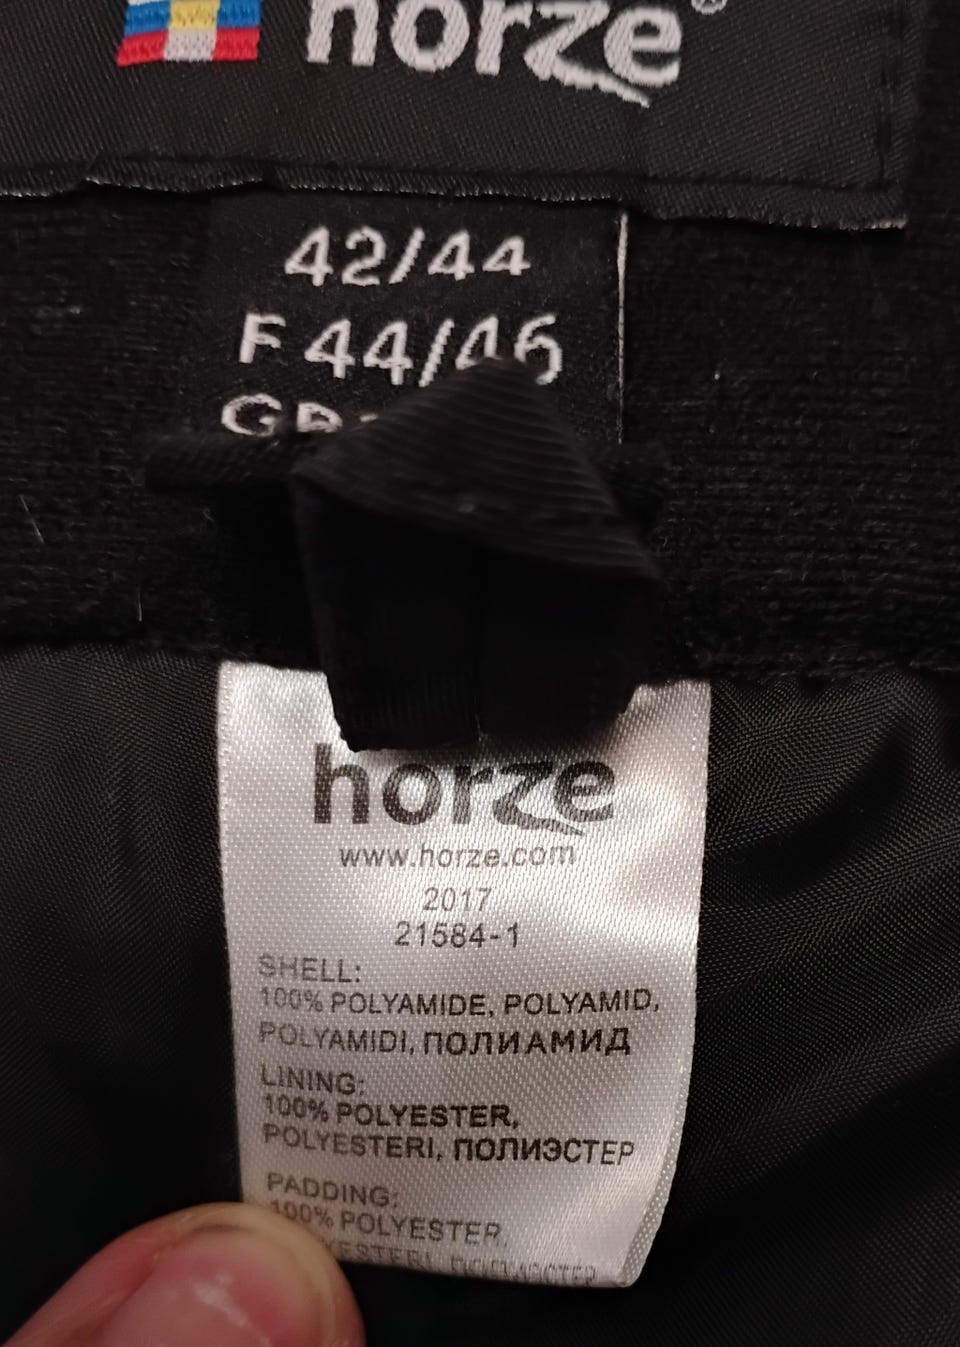 horze®
42/44
F 44/46
GB
horze
www.horze.com
2017
21584-1
SHELL:
100% POLYAMIDE, POLYAMID,
POLYAMIDI, ПОЛИАМИД
LINING:
100% POLYESTER,
POLYESTERI, ПОЛИЭСТЕР
PADDING:
100% POLYESTER,